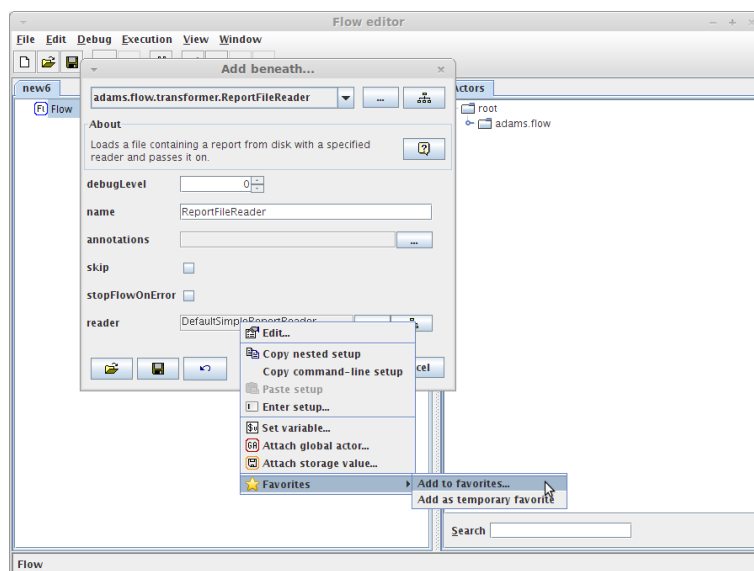 Flow editor
File Edit Debug Execution View Window
Add beneath...
new6
Flow
adams.flow.transformer.ReportFileReader
...
About
Loads a file containing a report from disk with a specified
reader and passes it on.
debugLevel 0
name ReportFileReader
annotations ...
skip
stopFlowOnError
reader DefaultSimpleReportReader
Edit...
Copy nested setup
Copy command-line setup
Paste setup
Enter setup...
Set variable...
GA Attach global actor...
Attach storage value...
Favorites
Add to favorites...
Add as temporary favorite
root
adams.flow
Search
Flow